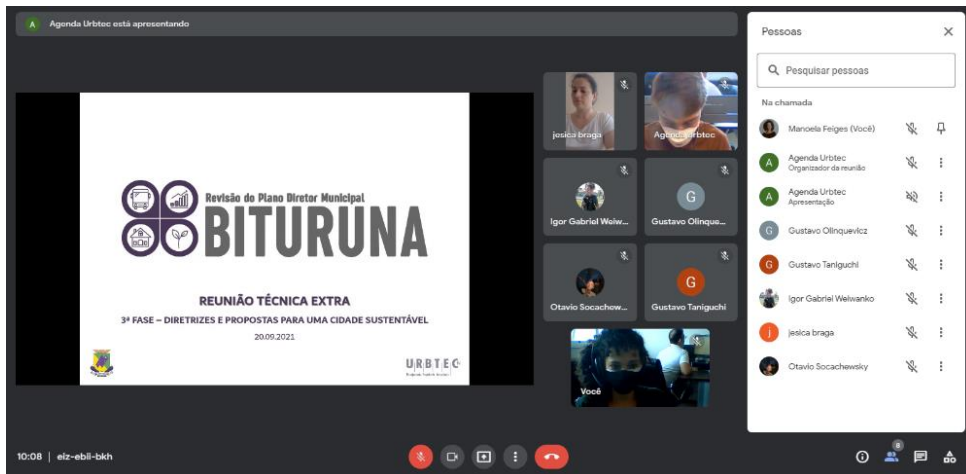 A Agenda Urbtec está apresentando
Revisão do Plano Diretor Municipal
BITURUNA
REUNIÃO TÉCNICA EXTRA
3ª FASE – DIRETRIZES E PROPOSTAS PARA UMA CIDADE SUSTENTÁVEL
20.09.2021
URBTEC
jesica braga
Agenda Urbtec
Igor Gabriel Weiw...
G
Gustavo Olinque...
Otavio Socachew...
G
Gustavo Taniguchi
Você
Pessoas
Pesquisar pessoas
Na chamada
Manoela Feiges (Você)
A
Agenda Urbtec
Organizador da reunião
A
Agenda Urbtec
Apresentação
G
Gustavo Olinquevicz
G
Gustavo Taniguchi
Igor Gabriel Weiwanko
j
jesica braga
Otavio Socachewsky
10:08 | eiz-ebii-bkh
8